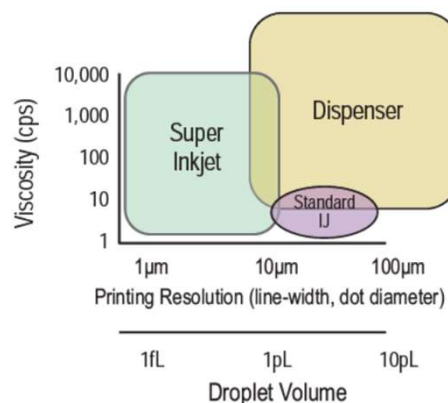 Viscosity (cps)
10,000
1,000
100
10
1
Super
Inkjet
Dispenser
Standard
IJ
1μm 10μm 100μm
Printing Resolution (line-width, dot diameter)
1fL 1pL 10pL
Droplet Volume